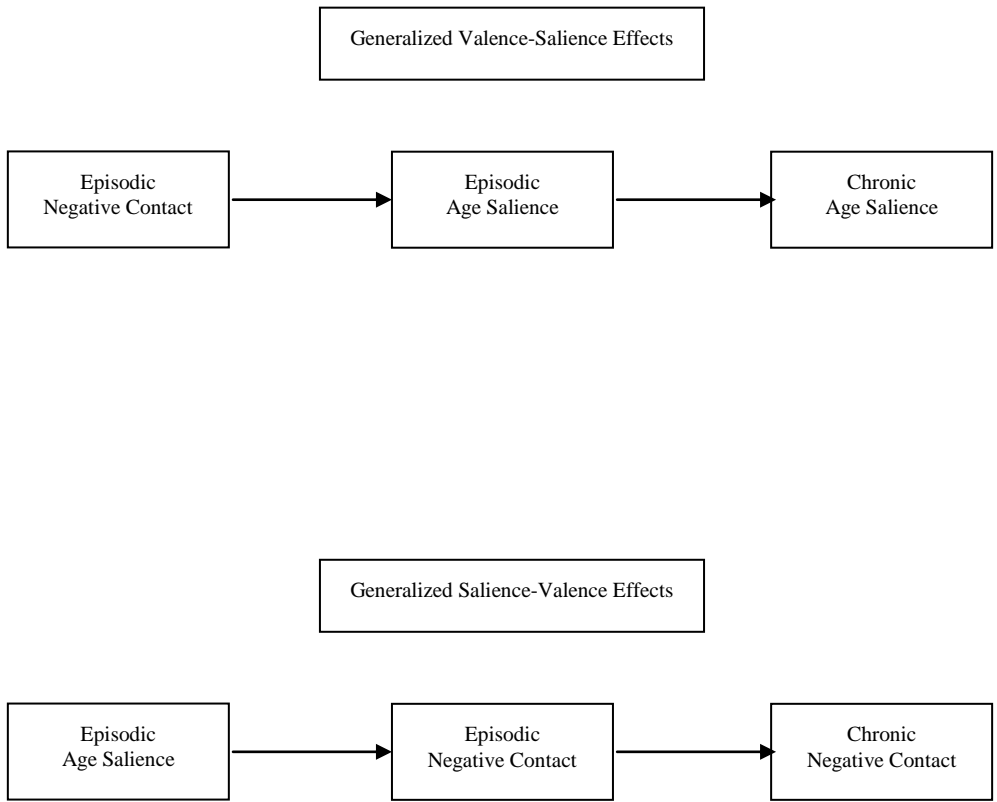 Generalized Valence-Salience Effects
Episodic
Negative Contact
Episodic
Age Salience
Chronic
Age Salience
Generalized Salience-Valence Effects
Episodic
Age Salience
Episodic
Negative Contact
Chronic
Negative Contact